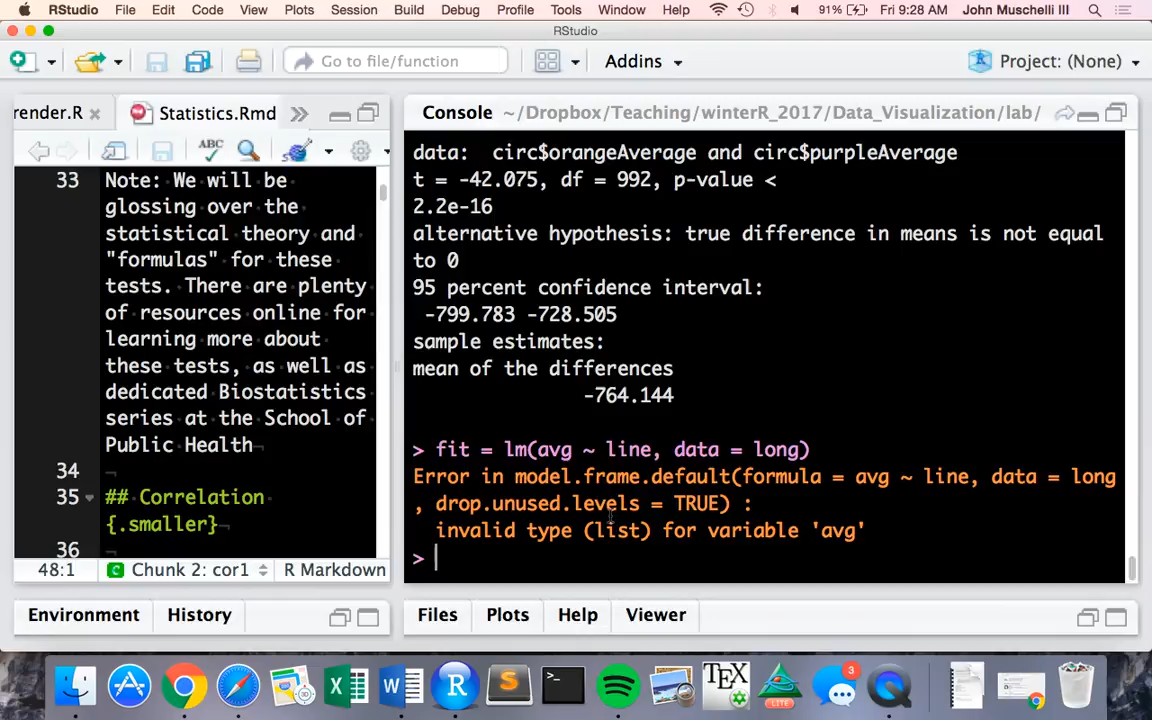 RStudio File Edit Code View Plots Session Build Debug Profile Tools Window Help 91% Fri 9:28 AM John Muschelli III
RStudio
Go to file/function Addins Project: (None)
render.R Statistics.Rmd
ABC
33 Note: We will be
glossing over the
statistical theory and
"formulas" for these
tests. There are plenty
of resources online for
learning more about
these tests, as well as
dedicated Biostatistics
series at the School of
Public Health¬
34 ¬
35 ## Correlation
{.smaller}¬
36 ¬
48:1 Chunk 2: cor1 R Markdown
Console ~/Dropbox/Teaching/winterR_2017/Data_Visualization/lab/
data: circ$orangeAverage and circ$purpleAverage
t = -42.075, df = 992, p-value <
2.2e-16
alternative hypothesis: true difference in means is not equal
to 0
95 percent confidence interval:
-799.783 -728.505
sample estimates:
mean of the differences
-764.144
> fit = lm(avg ~ line, data = long)
Error in model.frame.default(formula = avg ~ line, data = long
, drop.unused.levels = TRUE) :
invalid type (list) for variable 'avg'
>
Environment History
Files Plots Help Viewer
X W R S >_ TEX LITE 3